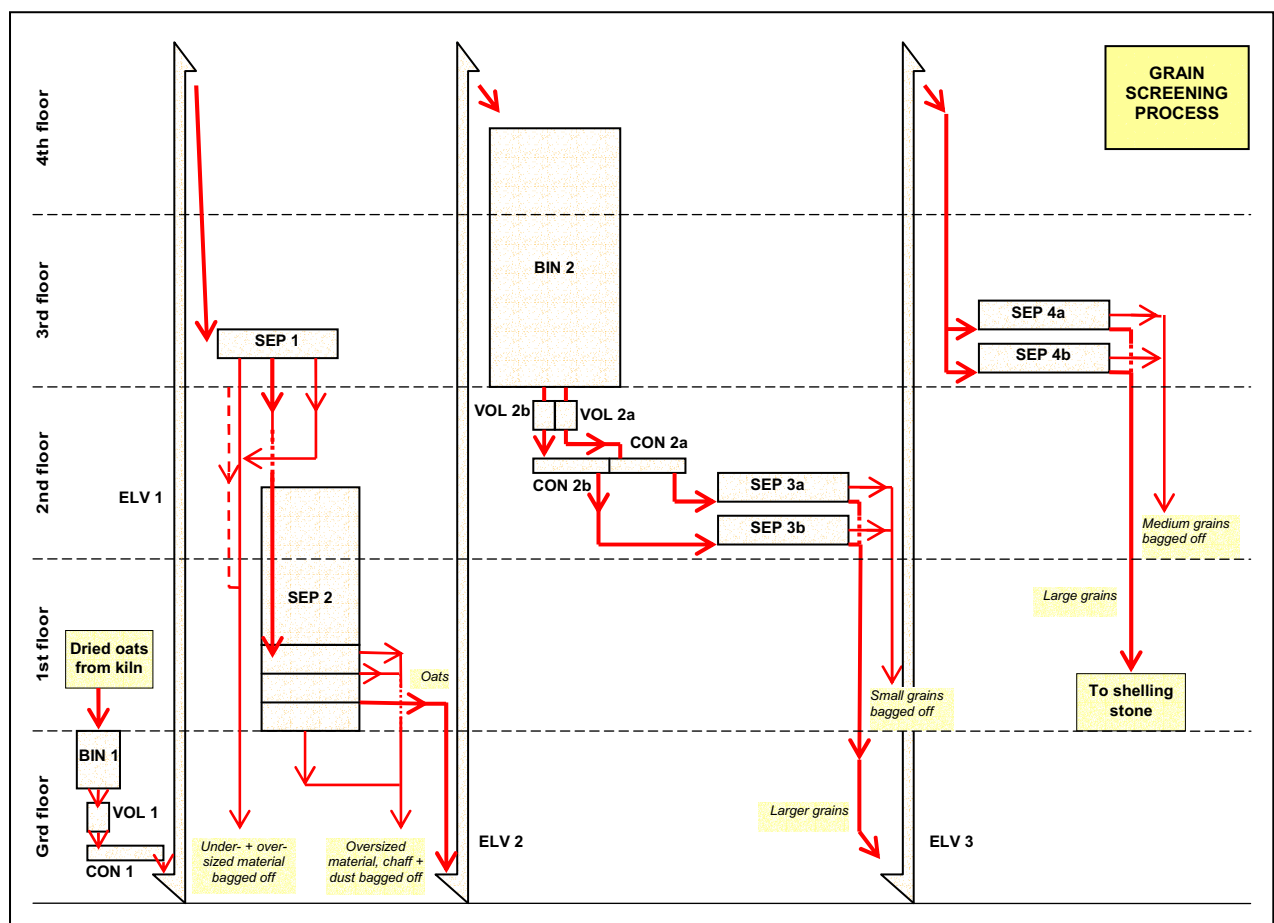 GRAIN
SCREENING
PROCESS
4th floor
3rd floor
2nd floor
1st floor
Grd floor
BIN 2
SEP 1
SEP 4a
SEP 4b
VOL 2b
VOL 2a
CON 2a
CON 2b
SEP 3a
SEP 3b
ELV 1
Medium grains
bagged off
SEP 2
Large grains
Dried oats
from kiln
Oats
To shelling
stone
Small grains
bagged off
BIN 1
VOL 1
Larger grains
CON 1
Under- + over-
sized material
bagged off
Oversized
material, chaff +
dust bagged off
ELV 2
ELV 3